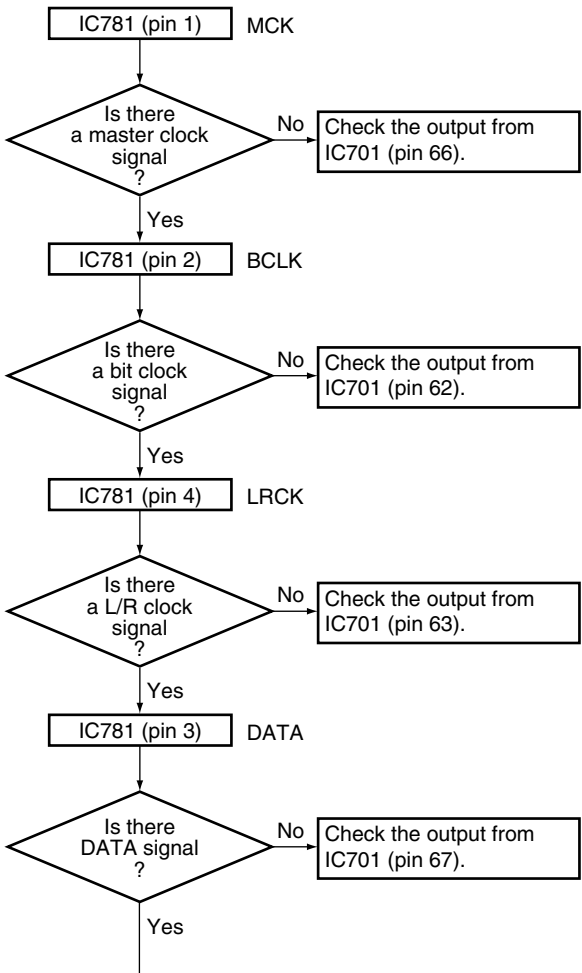 IC781 (pin 1)
MCK
Is there
a master clock
signal
?
No
Check the output from
IC701 (pin 66).
Yes
IC781 (pin 2)
BCLK
Is there
a bit clock
signal
?
No
Check the output from
IC701 (pin 62).
Yes
IC781 (pin 4)
LRCK
Is there
a L/R clock
signal
?
No
Check the output from
IC701 (pin 63).
Yes
IC781 (pin 3)
DATA
Is there
DATA signal
?
No
Check the output from
IC701 (pin 67).
Yes